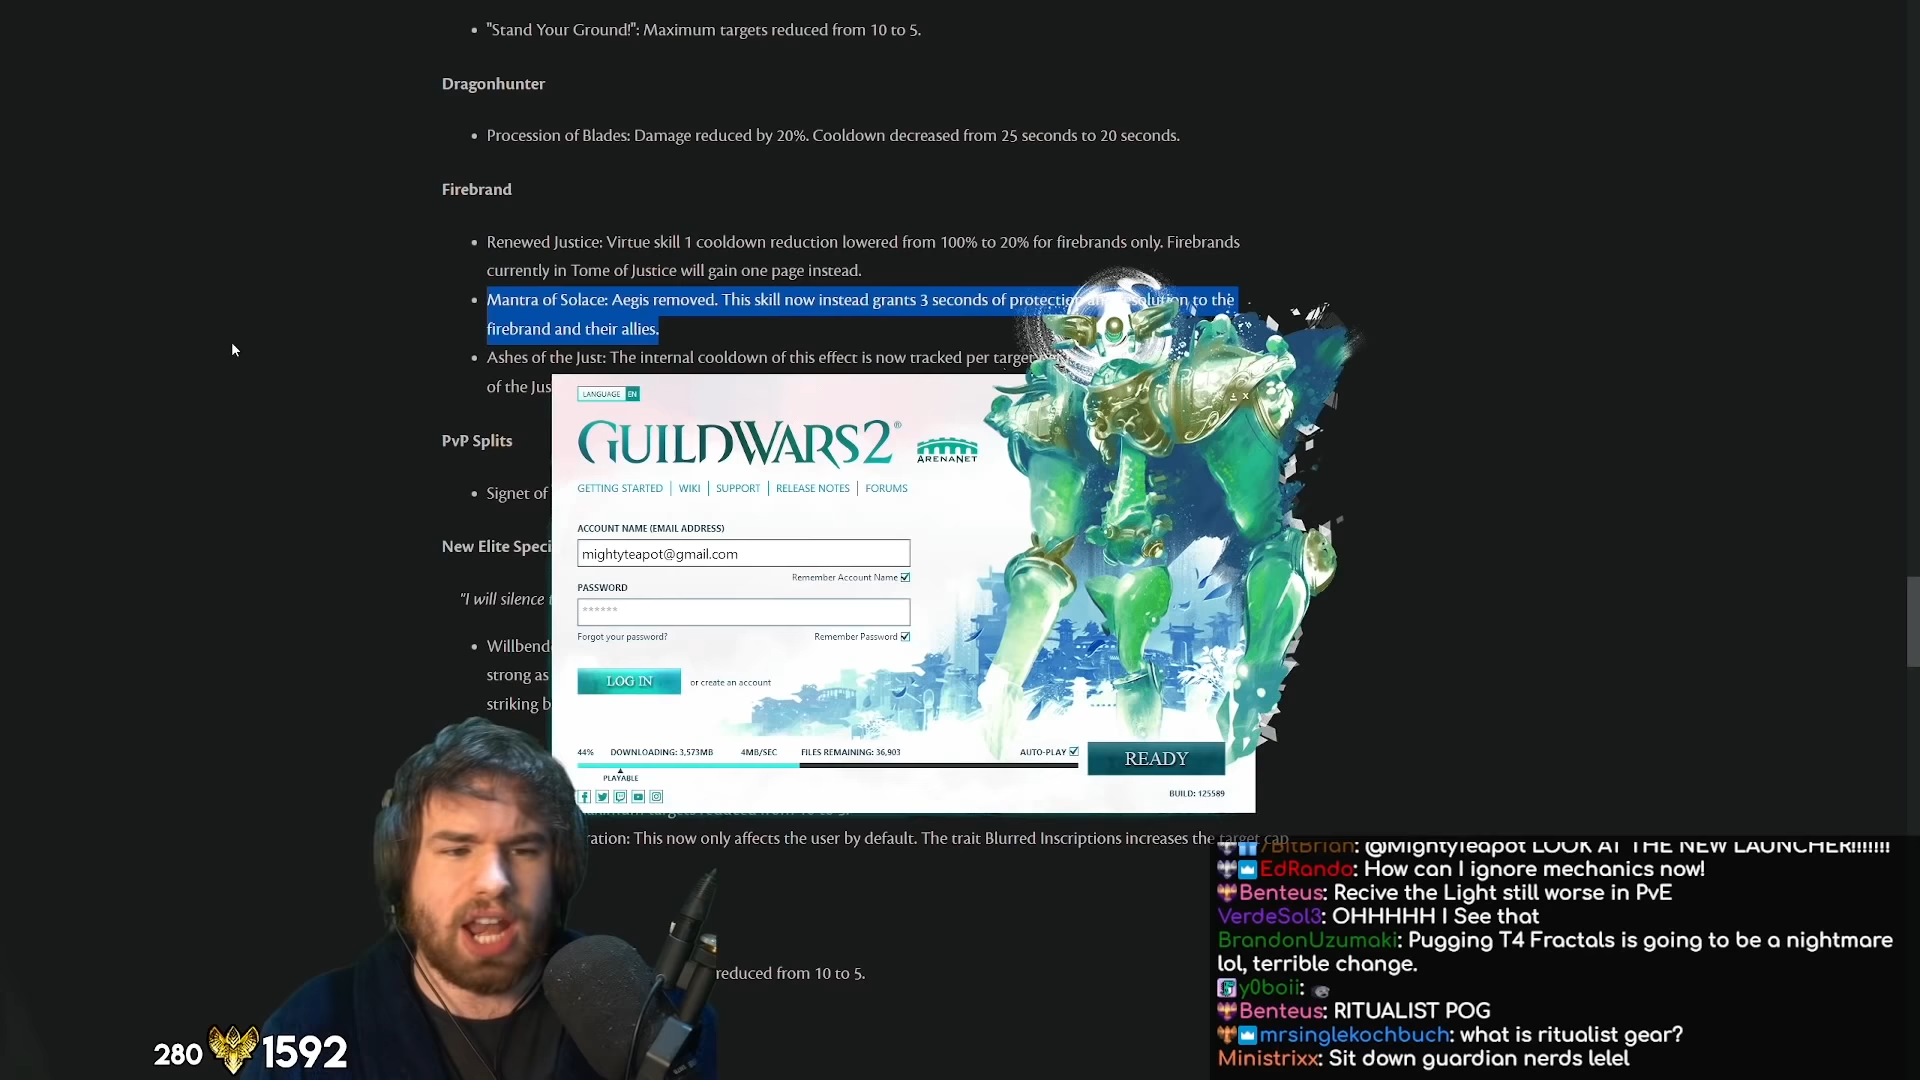 "Stand Your Ground!": Maximum targets reduced from 10 to 5.
Dragonhunter
Procession of Blades: Damage reduced by 20%. Cooldown decreased from 25 seconds to 20 seconds.
Firebrand
Renewed Justice: Virtue skill 1 cooldown reduction lowered from 100% to 20% for firebrands only. Firebrands
currently in Tome of Justice will gain one page instead.
Mantra of Solace: Aegis removed. This skill now instead grants 3 seconds of protection to the
firebrand and their allies.
Ashes of the Just: The internal cooldown of this effect is now tracked per target
of the Jus
LANGUAGE EN
GUILD WARS 2®
ARENANET
PvP Splits
GETTING STARTED | WIKI | SUPPORT | RELEASE NOTES | FORUMS
Signet of
ACCOUNT NAME (EMAIL ADDRESS)
New Elite Speci
mightyteapot@gmail.com
Remember Account Name
PASSWORD
"I will silence
******
Forgot your password?
Remember Password
Willbend
strong as
LOG IN
or create an account
striking b
44% DOWNLOADING: 3,573MB 4MB/SEC FILES REMAINING: 36,903 AUTO-PLAY
READY
PLAYABLE
BUILD: 125589
ration: This now only affects the user by default. The trait Blurred Inscriptions increases the target cap
reduced from 10 to 5.
7BitBrian: @MightyTeapot LOOK AT THE NEW LAUNCHER!!!!!!!
EdRando: How can I ignore mechanics now!
Benteus: Recive the Light still worse in PvE
VerdeSol3: OHHHHH I See that
BrandonUzumaki: Pugging T4 Fractals is going to be a nightmare
lol, terrible change.
y0boii:
Benteus: RITUALIST POG
mrsinglekochbuch: what is ritualist gear?
Ministrixx: Sit down guardian nerds lelel
280 1592